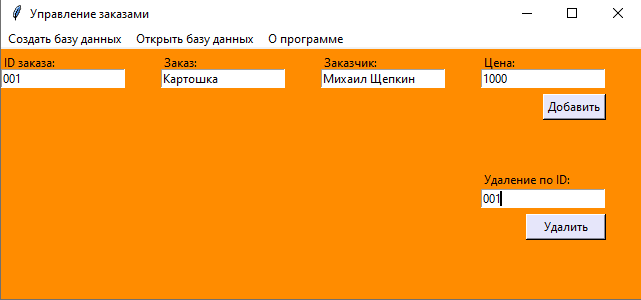 Управление заказами
Создать базу данных Открыть базу данных О программе
ID заказа: Заказ: Заказчик: Цена:
001 Картошка Михаил Щепкин 1000
Добавить
Удаление по ID:
001
Удалить